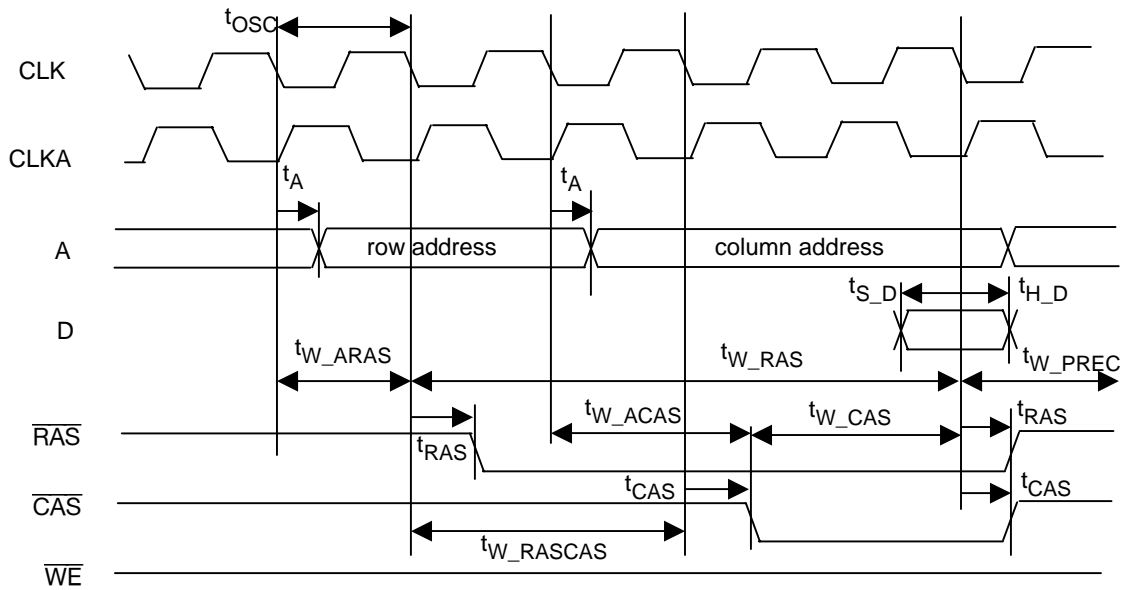 tOSC
CLK
CLKA
tA
tA
A
row address
column address
tS_D
tH_D
D
tW_ARAS
tW_RAS
tW_PREC
tW_ACAS
tW_CAS
tRAS
RAS
tRAS
tCAS
tCAS
CAS
tW_RASCAS
WE